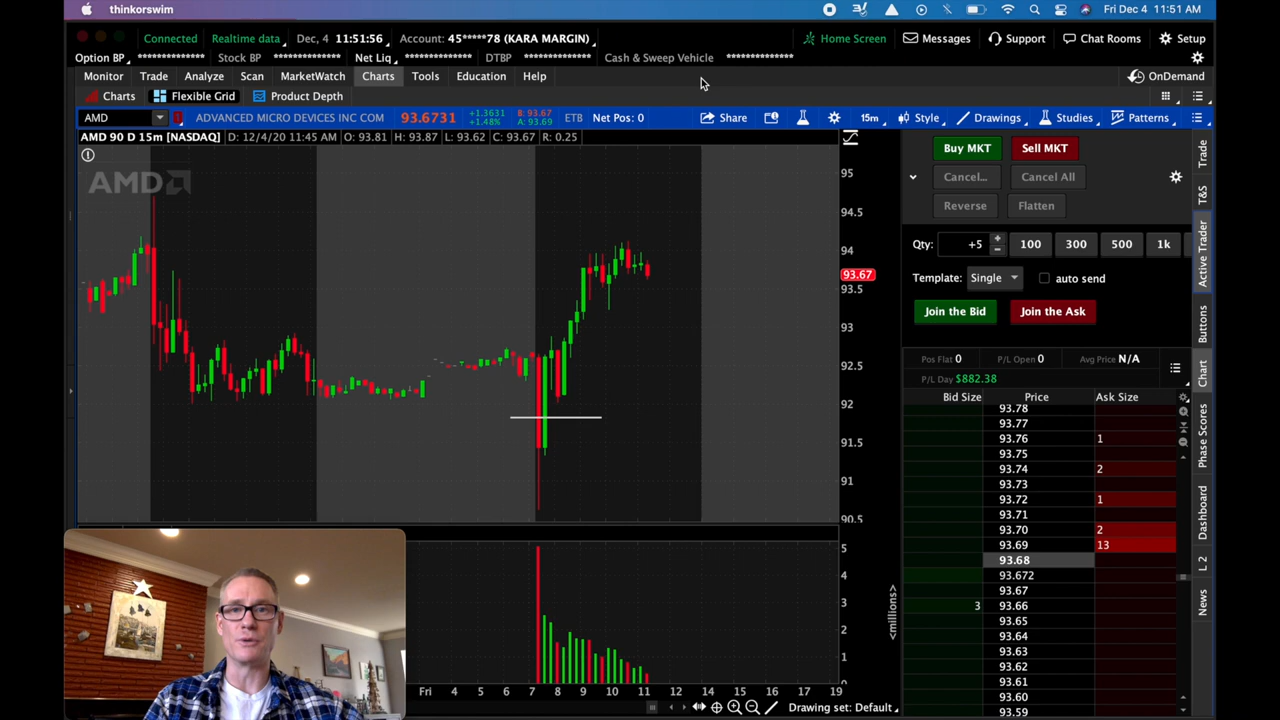 thinkorswim Fri Dec 4 11:51 AM
Connected Realtime data Dec, 4 11:51:56 Account: 45*****78 (KARA MARGIN) Home Screen Messages Support Chat Rooms Setup
Option BP ************** Stock BP ************** Net Liq ************** DTBP ************** Cash & Sweep Vehicle **************
Monitor Trade Analyze Scan MarketWatch Charts Tools Education Help OnDemand
Charts Flexible Grid Product Depth
AMD ADVANCED MICRO DEVICES INC COM 93.6731 +1.3631 +1.48% B: 93.67 A: 93.69 ETB Net Pos: 0 Share 15m Style Drawings Studies Patterns
AMD 90 D 15m [NASDAQ] D: 12/4/20 11:45 AM O: 93.81 H: 93.87 L: 93.62 C: 93.67 R: 0.25
AMD
95
94.5
94
93.67
93.5
93
92.5
92
91.5
91
90.5
5
4
3
2
1
<millions>
Fri 4 5 6 7 8 9 10 11 12 13 14 15 16 17 18 19
Drawing set: Default
Buy MKT Sell MKT
Cancel... Cancel All
Reverse Flatten
Qty: +5 100 300 500 1k
Template: Single auto send
Join the Bid Join the Ask
Pos Flat 0 P/L Open 0 Avg Price N/A
P/L Day $882.38
Bid Size Price Ask Size
93.78
93.77
93.76 1
93.75
93.74 2
93.73
93.72 1
93.71
93.70 2
93.69 13
93.68
93.672
93.67
3 93.66
93.65
93.64
93.63
93.62
93.61
93.60
93.59
Trade
T&S
Active Trader
Buttons
Chart
Phase Scores
Dashboard
L 2
News